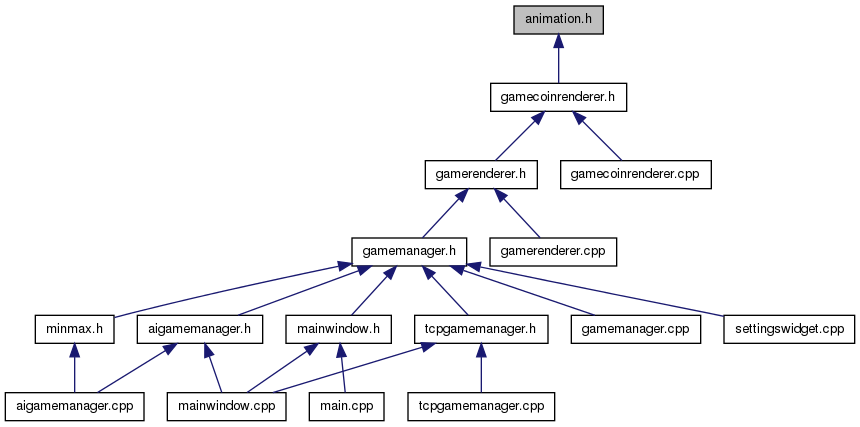 animation.h
gamecoinrenderer.h
gamerenderer.h
gamecoinrenderer.cpp
gamemanager.h
gamerenderer.cpp
minmax.h
aigamemanager.h
mainwindow.h
tcpgamemanager.h
gamemanager.cpp
settingswidget.cpp
aigamemanager.cpp
mainwindow.cpp
main.cpp
tcpgamemanager.cpp